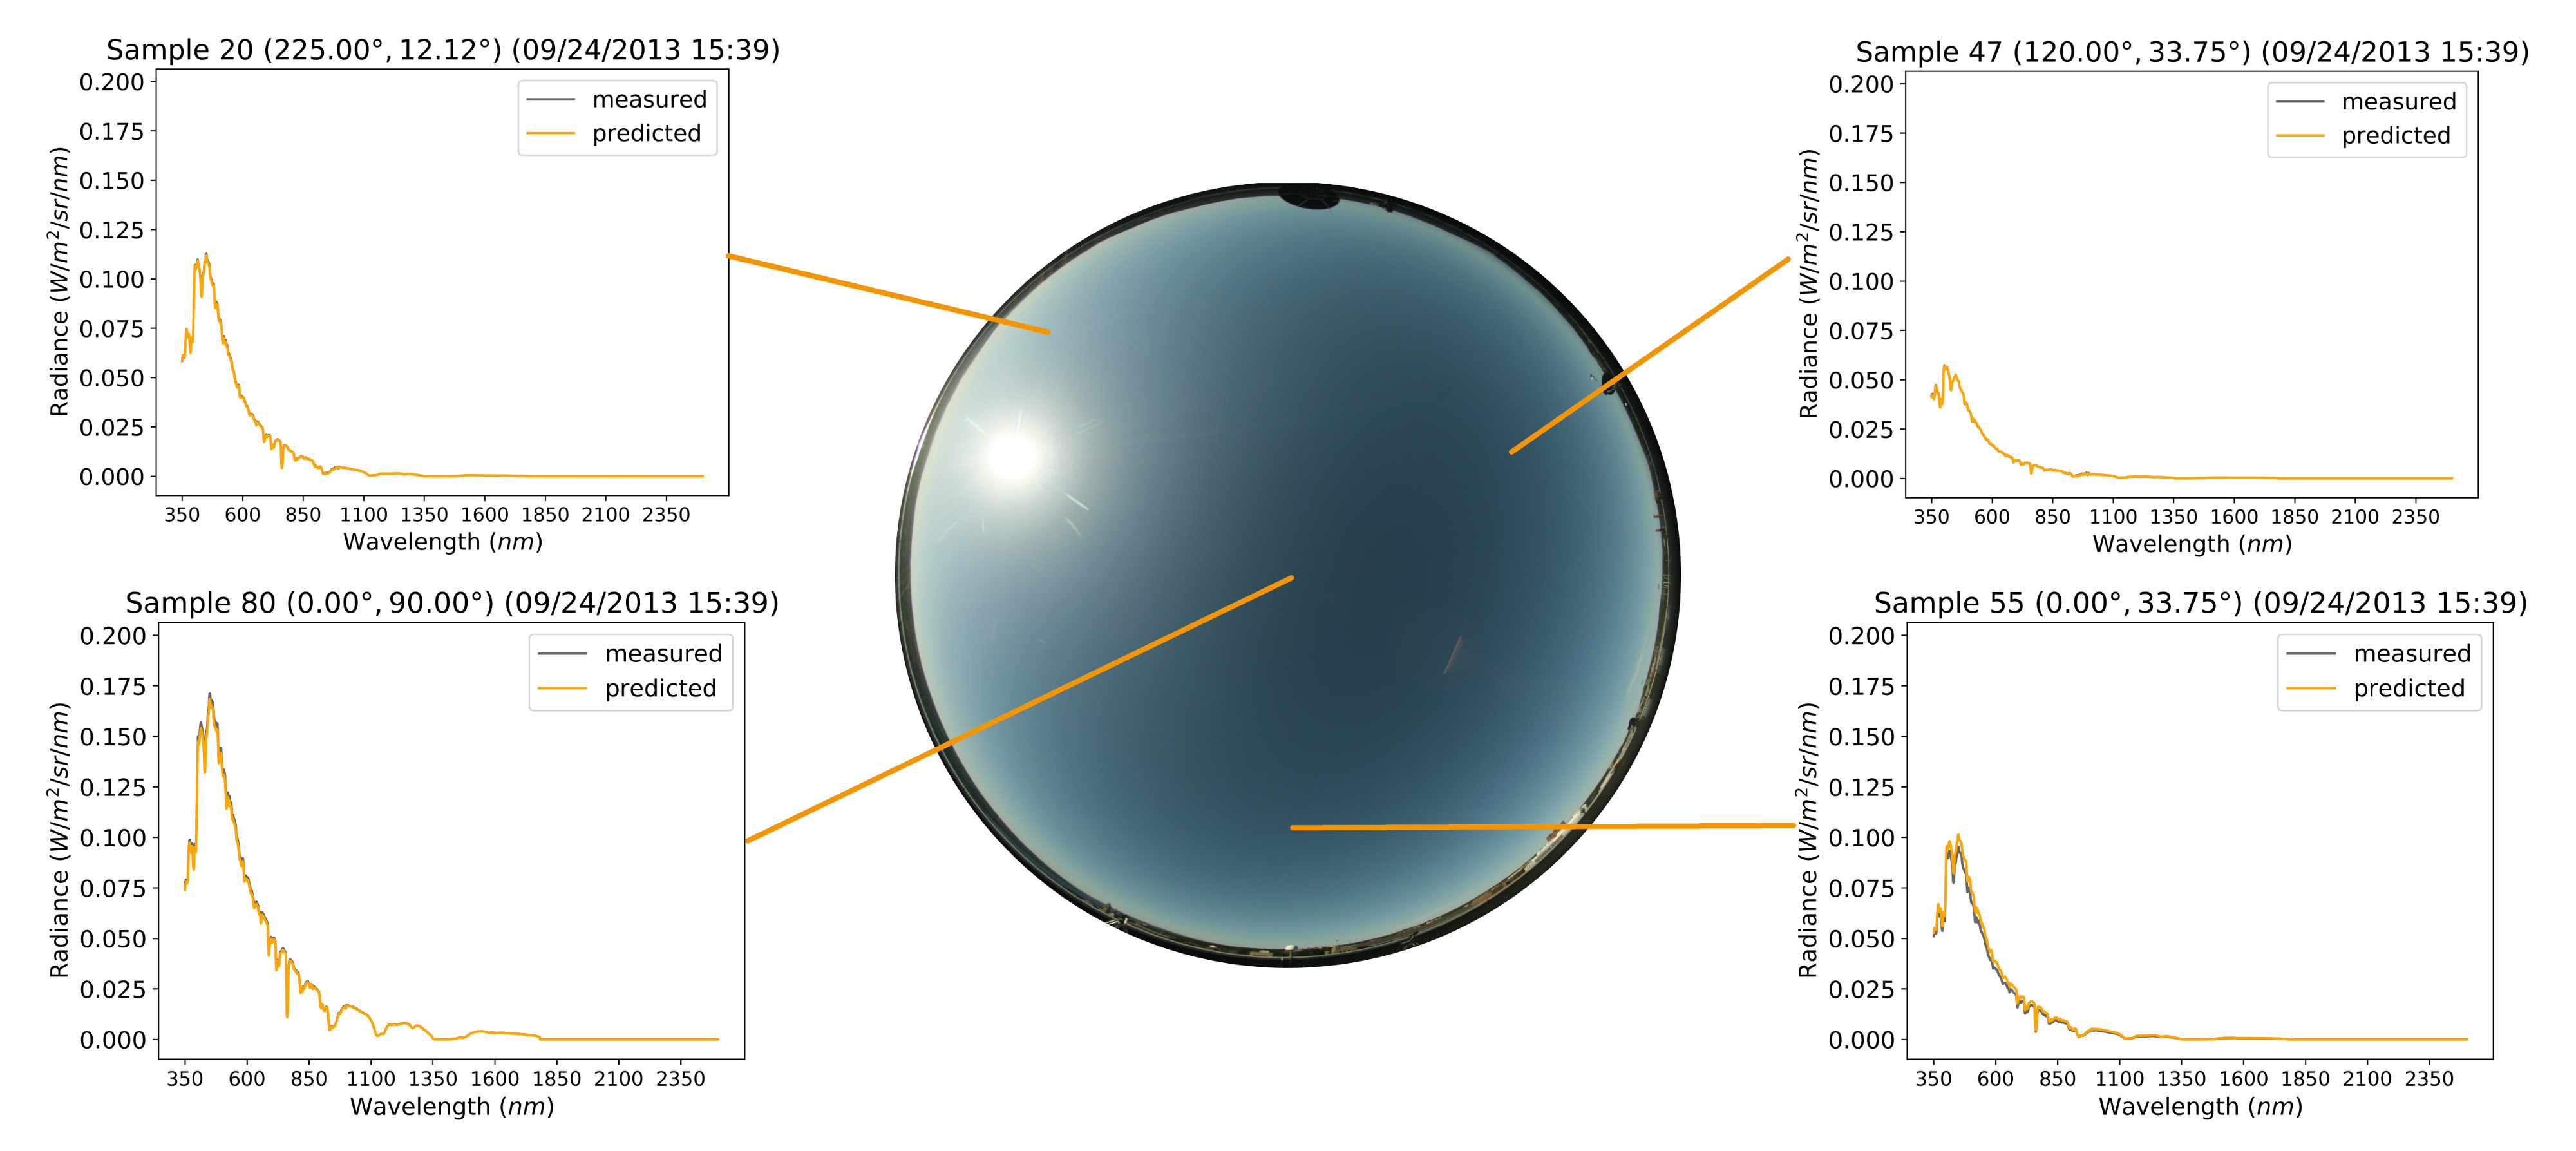 Sample 20 (225.00°, 12.12°) (09/24/2013 15:39)
0.200
0.175
0.150
0.125
0.100
0.075
0.050
0.025
0.000
Radiance (W/m²/sr/nm)
measured
predicted
350 600 850 1100 1350 1600 1850 2100 2350
Wavelength (nm)
Sample 47 (120.00°, 33.75°) (09/24/2013 15:39)
0.200
0.175
0.150
0.125
0.100
0.075
0.050
0.025
0.000
Radiance (W/m²/sr/nm)
measured
predicted
350 600 850 1100 1350 1600 1850 2100 2350
Wavelength (nm)
Sample 80 (0.00°, 90.00°) (09/24/2013 15:39)
0.200
0.175
0.150
0.125
0.100
0.075
0.050
0.025
0.000
Radiance (W/m²/sr/nm)
measured
predicted
350 600 850 1100 1350 1600 1850 2100 2350
Wavelength (nm)
Sample 55 (0.00°, 33.75°) (09/24/2013 15:39)
0.200
0.175
0.150
0.125
0.100
0.075
0.050
0.025
0.000
Radiance (W/m²/sr/nm)
measured
predicted
350 600 850 1100 1350 1600 1850 2100 2350
Wavelength (nm)